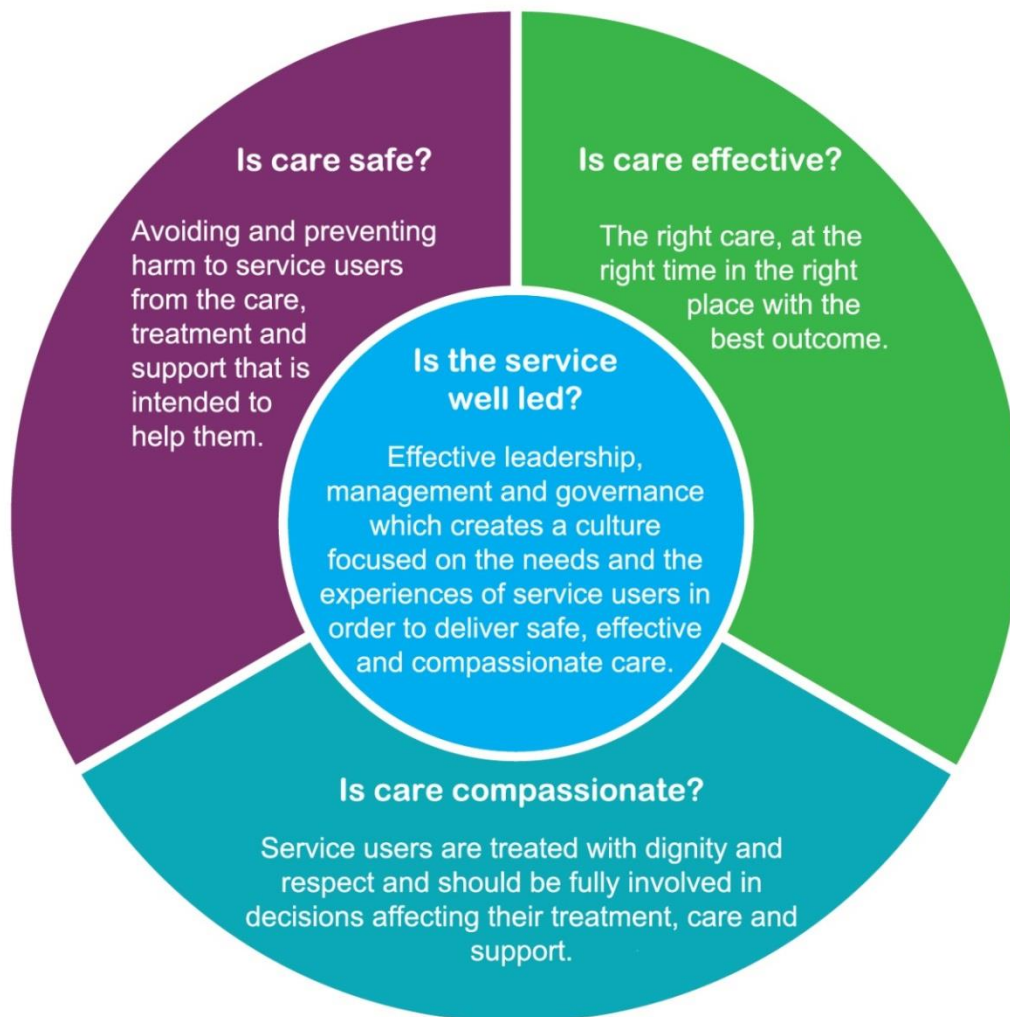 Is care safe?
Avoiding and preventing
harm to service users
from the care,
treatment and
support that is
intended to
help them.
Is care effective?
The right care, at the
right time in the right
place with the
best outcome.
Is the service
well led?
Effective leadership,
management and governance
which creates a culture
focused on the needs and the
experiences of service users in
order to deliver safe, effective
and compassionate care.
Is care compassionate?
Service users are treated with dignity and
respect and should be fully involved in
decisions affecting their treatment, care and
support.